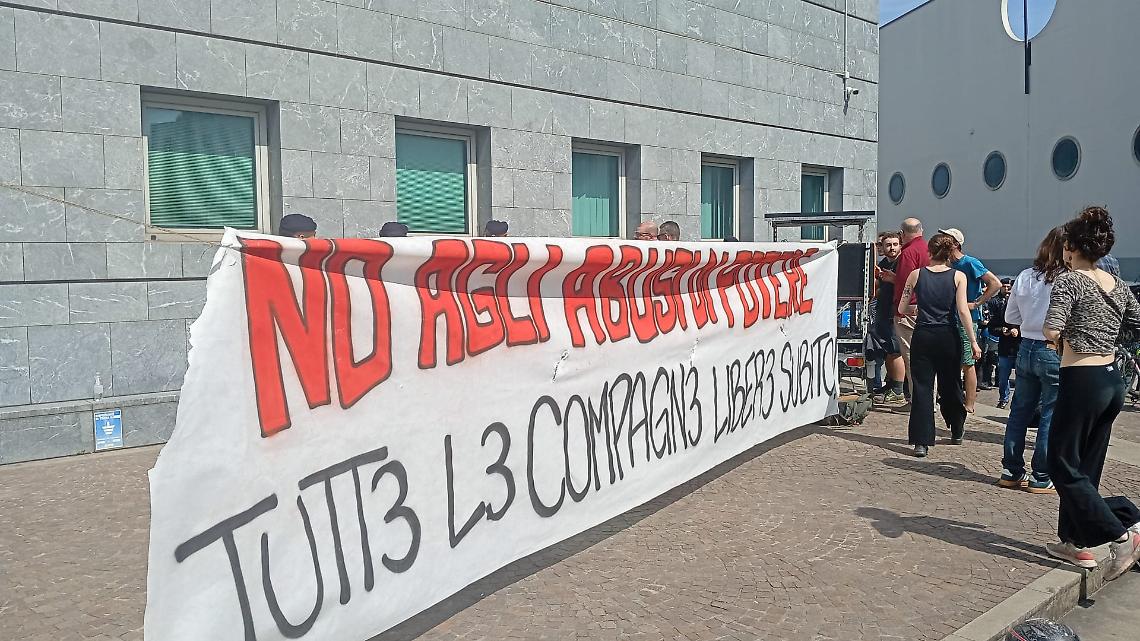 NO AGLI ABUSI DI POTERE
TUTT3 L3 COMPAGN3 LIBER3 SUBITO!